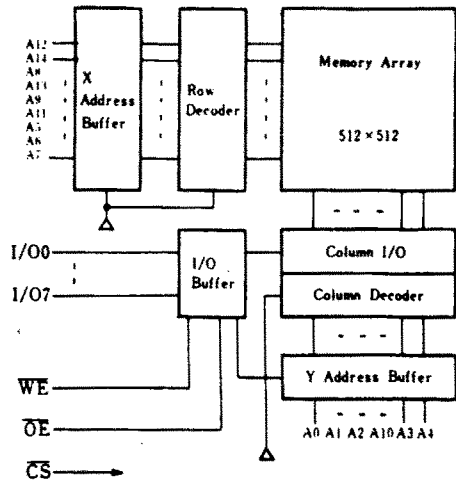 A12
A14
A8
A13
A9
A11
A5
A6
A7
X
Address
Buffer
Row
Decoder
Memory Array
512×512
I/O0
I/O7
I/O
Buffer
Column I/O
Column Decoder
Y Address Buffer
A0 A1 A2 A10 A3 A4
WE
OE
CS